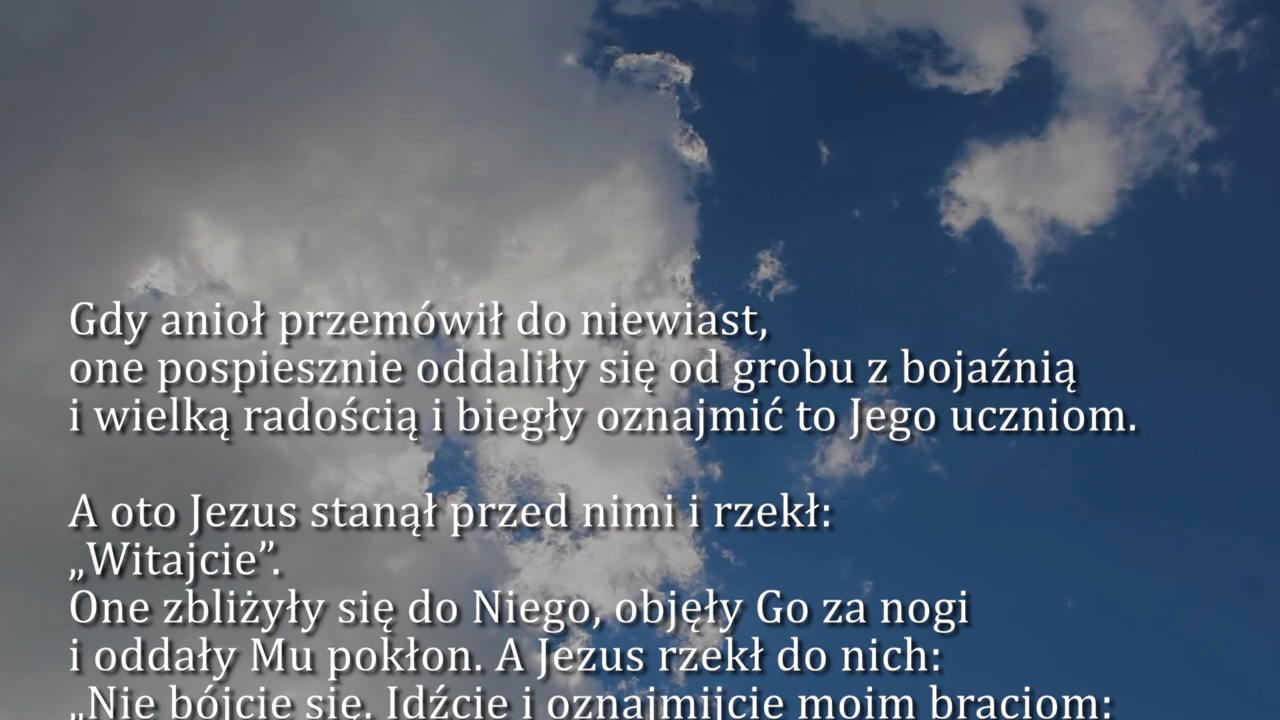 Gdy anioł przemówił do niewiast,
one pospiesznie oddaliły się od grobu z bojaźnią
i wielką radością i biegły oznajmić to Jego uczniom.
A oto Jezus stanął przed nimi i rzekł:
„Witajcie”.
One zbliżyły się do Niego, objęły Go za nogi
i oddały Mu pokłon. A Jezus rzekł do nich:
„Nie bójcie się. Idźcie i oznajmijcie moim braciom: